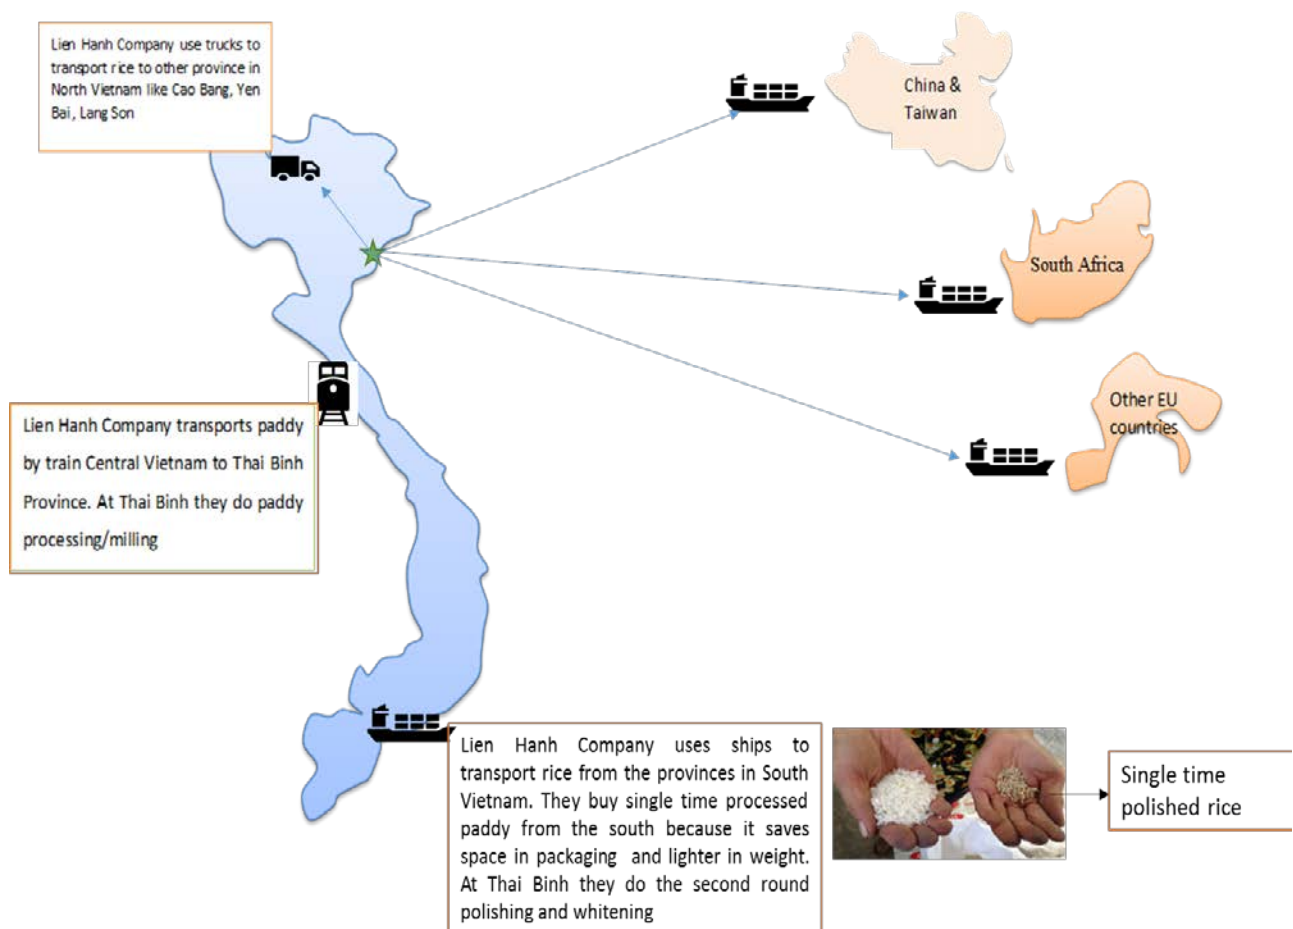 Lien Hanh Company use trucks to
transport rice to other province in
North Vietnam like Cao Bang, Yen
Bai, Lang Son
China &
Taiwan
South Africa
Other EU
countries
Lien Hanh Company transports paddy
by train Central Vietnam to Thai Binh
Province. At Thai Binh they do paddy
processing/milling
Lien Hanh Company uses ships to
transport rice from the provinces in South
Vietnam. They buy single time processed
paddy from the south because it saves
space in packaging and lighter in weight.
At Thai Binh they do the second round
polishing and whitening
Single time
polished rice